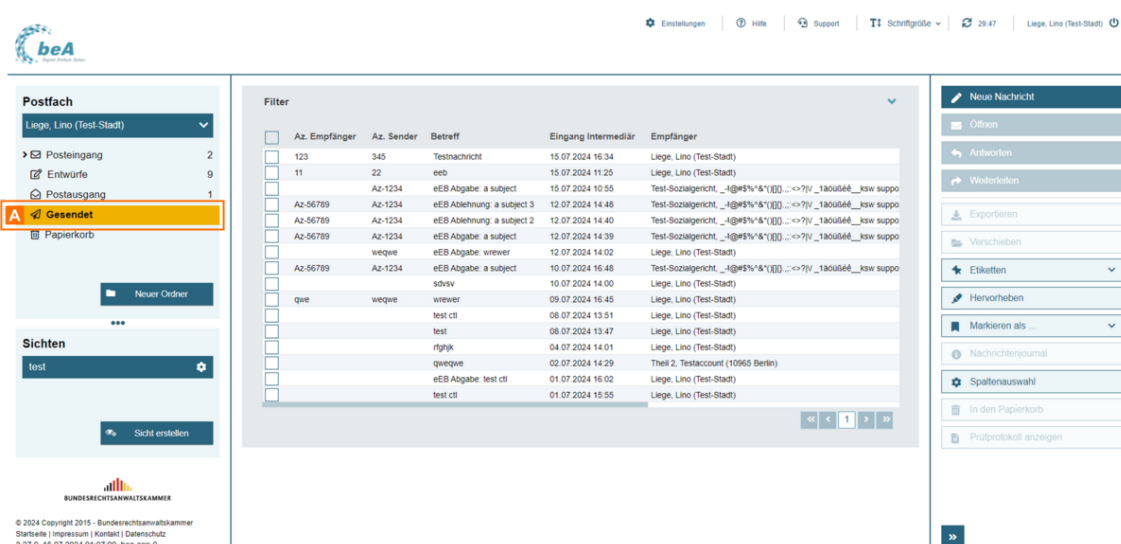 Einstellungen Hilfe Support Schriftgröße 29:47 Liege, Lino (Test-Stadt)
beA
Digital. Einfach. Sicher.
Postfach
Liege, Lino (Test-Stadt)
Posteingang 2
Entwürfe 9
Postausgang 1
A Gesendet
Papierkorb
Neuer Ordner
Sichten
test
Sicht erstellen
BUNDESRECHTSANWALTSKAMMER
© 2024 Copyright 2015 - Bundesrechtsanwaltskammer
Startseite | Impressum | Kontakt | Datenschutz
Filter
Az. Empfänger Az. Sender Betreff Eingang Intermediär Empfänger
123 345 Testnachricht 15.07.2024 16:34 Liege, Lino (Test-Stadt)
11 22 eeb 15.07.2024 11:25 Liege, Lino (Test-Stadt)
Az-1234 eEB Abgabe: a subject 15.07.2024 10:55 Test-Sozialgericht, suppo
Az-56789 Az-1234 eEB Ablehnung: a subject 3 12.07.2024 14:48 Test-Sozialgericht, suppo
Az-56789 Az-1234 eEB Ablehnung: a subject 2 12.07.2024 14:40 Test-Sozialgericht, suppo
Az-56789 Az-1234 eEB Abgabe: a subject 12.07.2024 14:39 Test-Sozialgericht, suppo
weqwe eEB Abgabe: wrewer 12.07.2024 14:02 Liege, Lino (Test-Stadt)
Az-56789 Az-1234 eEB Abgabe: a subject 10.07.2024 16:48 Test-Sozialgericht, suppo
sdvsv 10.07.2024 14:00 Liege, Lino (Test-Stadt)
qwe weqwe wrewer 09.07.2024 16:45 Liege, Lino (Test-Stadt)
test ctl 08.07.2024 13:51 Liege, Lino (Test-Stadt)
test 08.07.2024 13:47 Liege, Lino (Test-Stadt)
rfghjk 04.07.2024 14:01 Liege, Lino (Test-Stadt)
qweqwe 02.07.2024 14:29 Theil 2, Testaccount (10965 Berlin)
eEB Abgabe: test ctl 01.07.2024 16:02 Liege, Lino (Test-Stadt)
test ctl 01.07.2024 15:55 Liege, Lino (Test-Stadt)
1
Neue Nachricht
Öffnen
Antworten
Weiterleiten
Exportieren
Verschieben
Etiketten
Hervorheben
Markieren als ...
Nachrichtenjournal
Spaltenauswahl
In den Papierkorb
Prüfprotokoll anzeigen